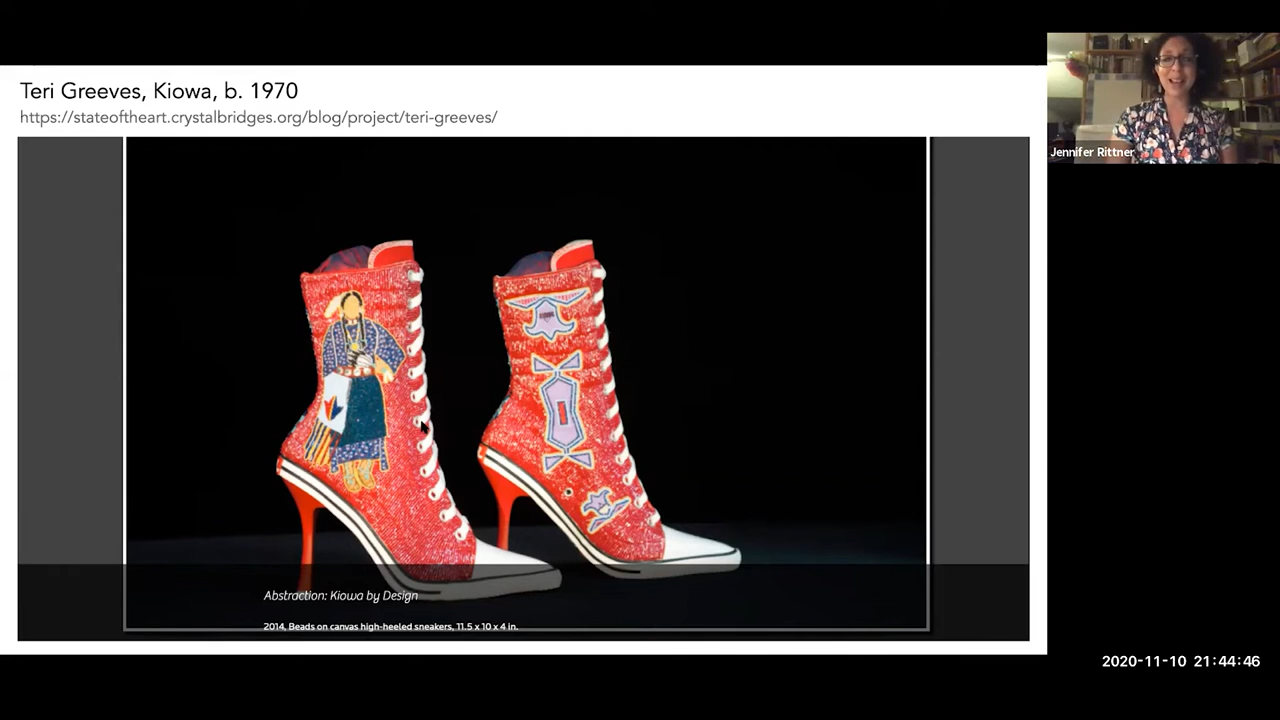 Teri Greeves, Kiowa, b. 1970
https://stateoftheart.crystalbridges.org/blog/project/teri-greeves/
Jennifer Rittner
Abstraction: Kiowa by Design
2014, Beads on canvas high-heeled sneakers, 11.5 x 10 x 4 in.
2020-11-10 21:44:46